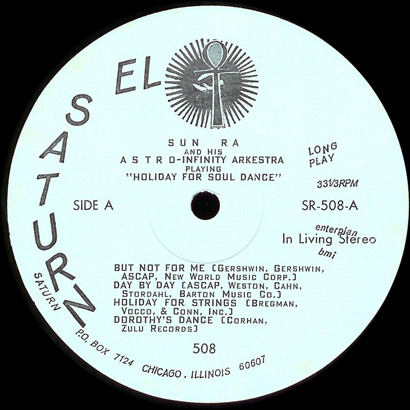 EL
SATURN
SUN RA
AND HIS
ASTRO-INFINITY ARKESTRA
PLAYING
"HOLIDAY FOR SOUL DANCE"
LONG
PLAY
33 1/3 RPM
SIDE A
SR-508-A
enterplan
In Living Stereo
bmi
BUT NOT FOR ME (GERSHWIN, GERSHWIN,
ASCAP, NEW WORLD MUSIC CORP.)
DAY BY DAY (ASCAP, WESTON, CAHN,
STORDAHL, BARTON MUSIC CO.)
HOLIDAY FOR STRINGS (BREGMAN,
VOCCO, & CONN, INC.)
DOROTHY'S DANCE (CORHAN,
ZULU RECORDS)
508
SATURN
P.O. BOX 7124 CHICAGO, ILLINOIS 60607